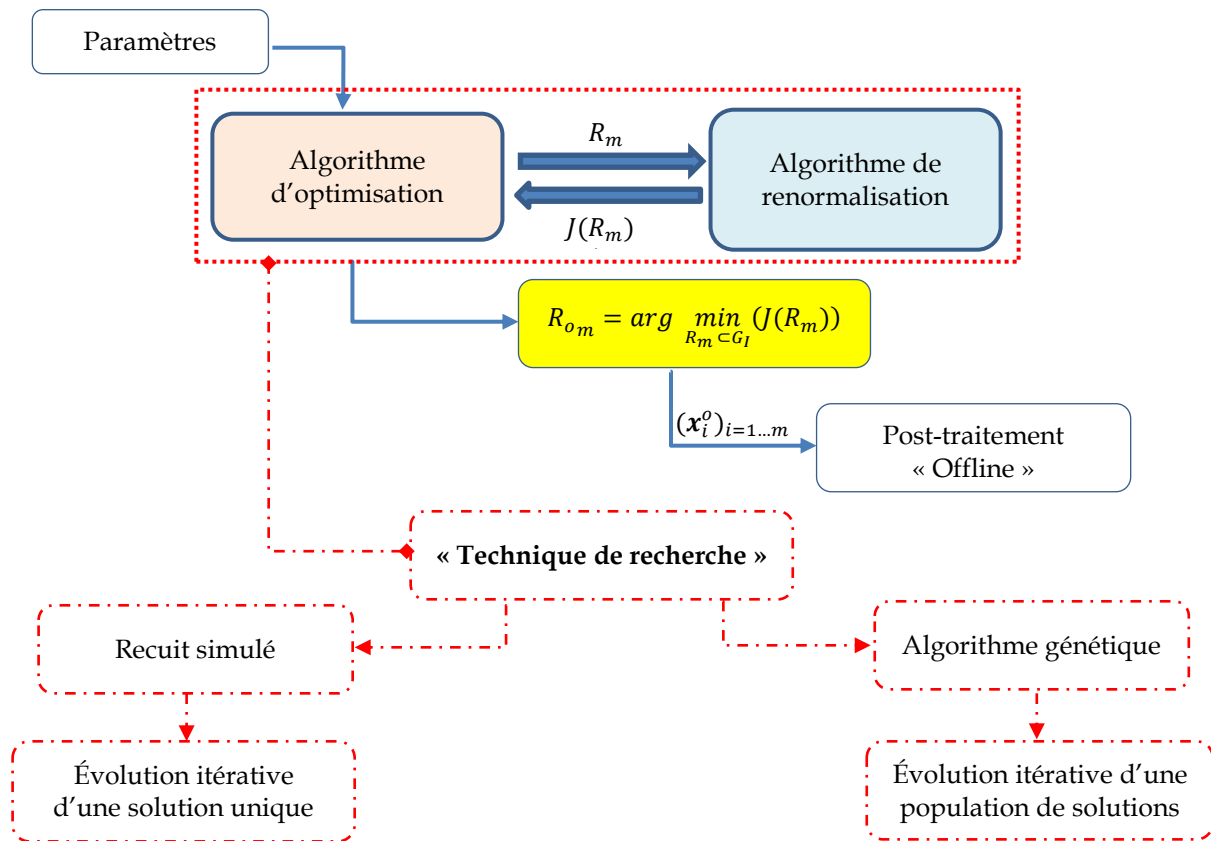 Paramètres
Algorithme
d'optimisation
R_m
J(R_m)
Algorithme de
renormalisation
R_{o_m} = arg min_{R_m ⊂ G_I} (J(R_m))
(x_i^o)_{i=1…m}
Post-traitement
« Offline »
« Technique de recherche »
Recuit simulé
Algorithme génétique
Évolution itérative
d'une solution unique
Évolution itérative d'une
population de solutions